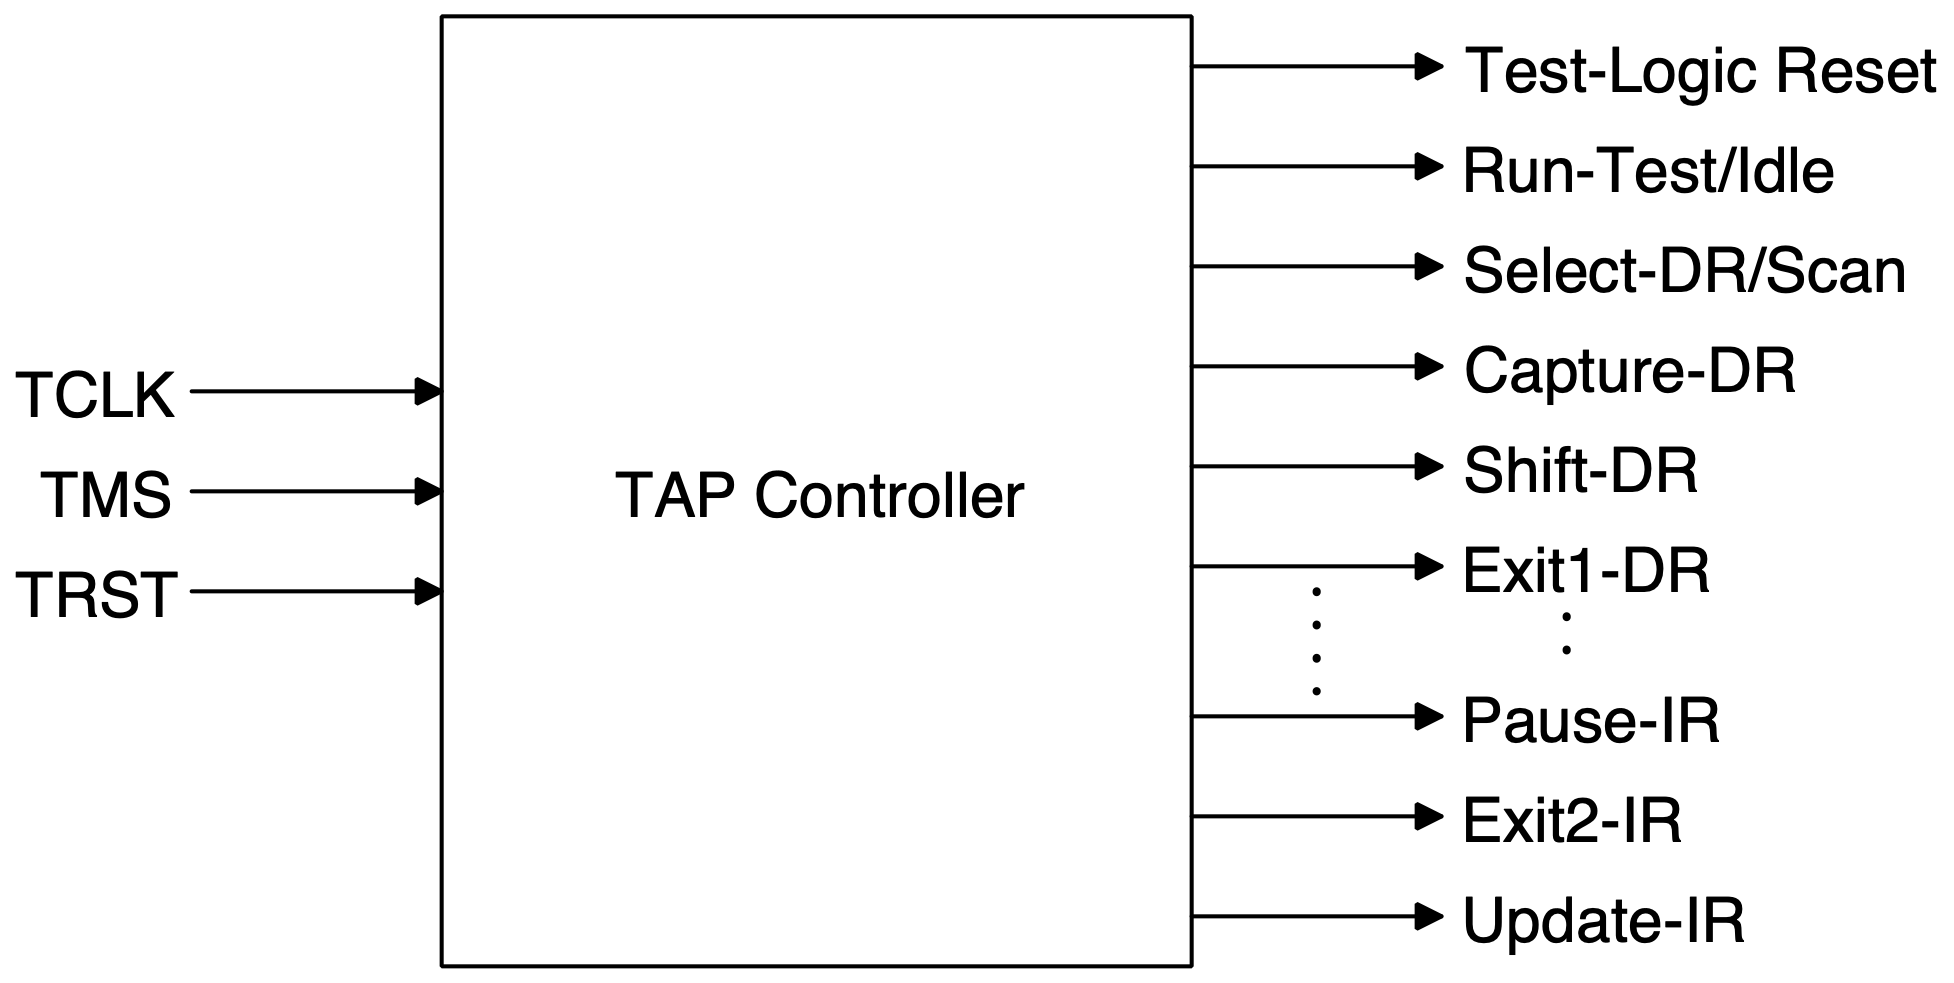 TCLK
TMS
TRST
TAP Controller
Test-Logic Reset
Run-Test/Idle
Select-DR/Scan
Capture-DR
Shift-DR
Exit1-DR
Pause-IR
Exit2-IR
Update-IR